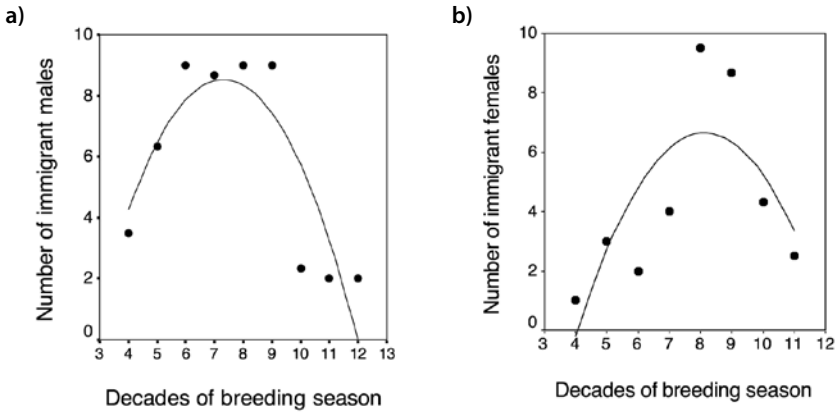 a)
Number of immigrant males
10
8
6
4
2
0
3 4 5 6 7 8 9 10 11 12 13
Decades of breeding season
b)
Number of immigrant females
10
8
6
4
2
0
3 4 5 6 7 8 9 10 11 12
Decades of breeding season